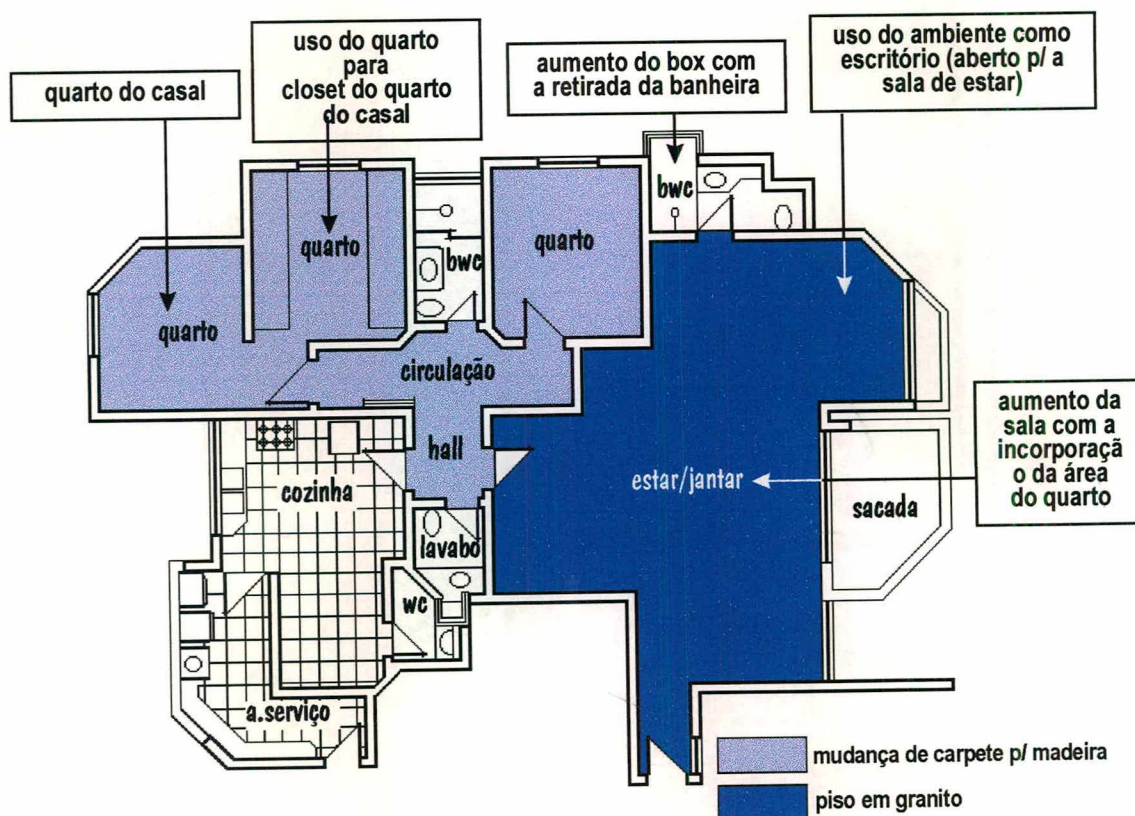 quarto do casal
uso do quarto
para
closet do quarto
do casal
aumento do box com
a retirada da banheira
uso do ambiente como
escritório (aberto p/ a
sala de estar)
bwc
quarto
bwc
quarto
quarto
circulação
hall
cozinha
estar/jantar
aumento da
sala com a
incorporaçã
o da área
do quarto
sacada
lavabo
wc
a.serviço
mudança de carpete p/ madeira
piso em granito